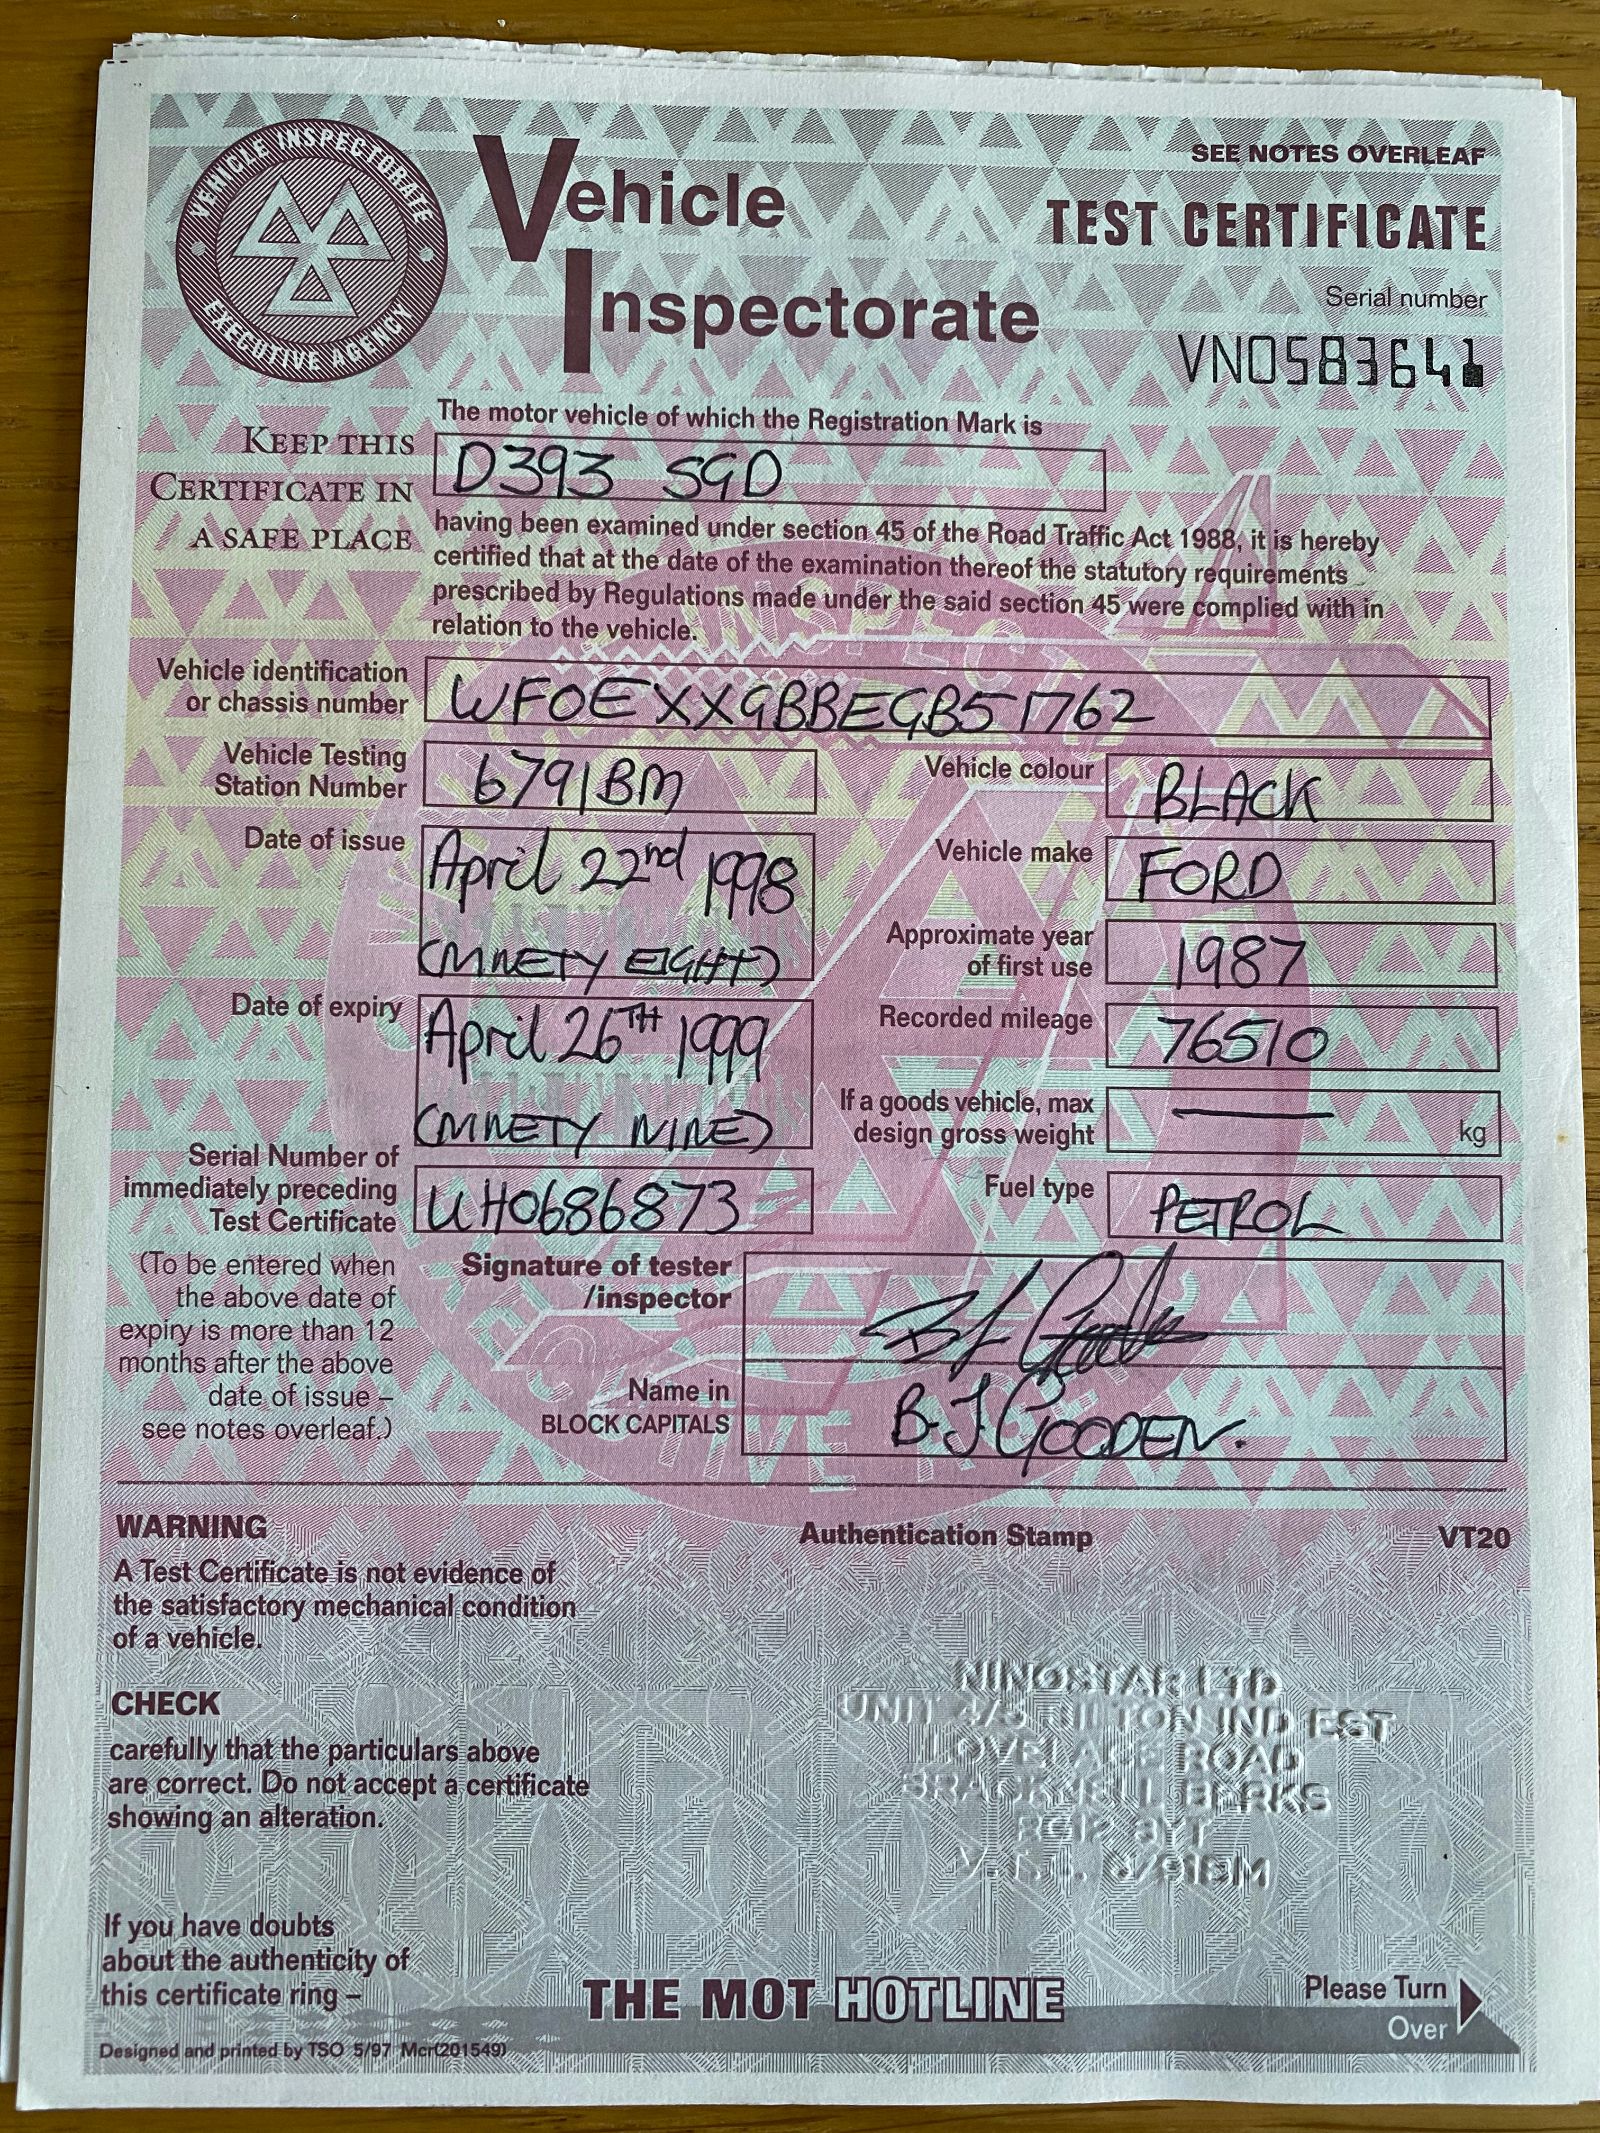 VEHICLE INSPECTORATE
EXECUTIVE AGENCY
Vehicle
Inspectorate
SEE NOTES OVERLEAF
TEST CERTIFICATE
Serial number
VN0583641
KEEP THIS
CERTIFICATE IN
A SAFE PLACE
The motor vehicle of which the Registration Mark is
D393 SGD
having been examined under section 45 of the Road Traffic Act 1988, it is hereby
certified that at the date of the examination thereof the statutory requirements
prescribed by Regulations made under the said section 45 were complied with in
relation to the vehicle.
Vehicle identification
or chassis number
WFOEXXGBBEGB51762
Vehicle Testing
Station Number
6791BM
Vehicle colour
BLACK
Date of issue
April 22nd 1998
(NINETY EIGHT)
Vehicle make
FORD
Approximate year
of first use
1987
Date of expiry
April 26TH 1999
(NINETY NINE)
Recorded mileage
76510
If a goods vehicle, max
design gross weight
kg
Serial Number of
immediately preceding
Test Certificate
UH0686873
Fuel type
PETROL
(To be entered when
the above date of
expiry is more than 12
months after the above
date of issue –
see notes overleaf.)
Signature of tester
/inspector
Name in
BLOCK CAPITALS
B.J GOODEN.
WARNING
A Test Certificate is not evidence of
the satisfactory mechanical condition
of a vehicle.
Authentication Stamp
VT20
CHECK
carefully that the particulars above
are correct. Do not accept a certificate
showing an alteration.
NINOSTAR LTD
UNIT 4/5 HILTON IND EST
LOVELACE ROAD
BRACKNELL BERKS
RG12 8YT
V.T.S. 6791BM
If you have doubts
about the authenticity of
this certificate ring –
THE MOT HOTLINE
Please Turn
Over
Designed and printed by TSO 5/97 Mcr(201549)